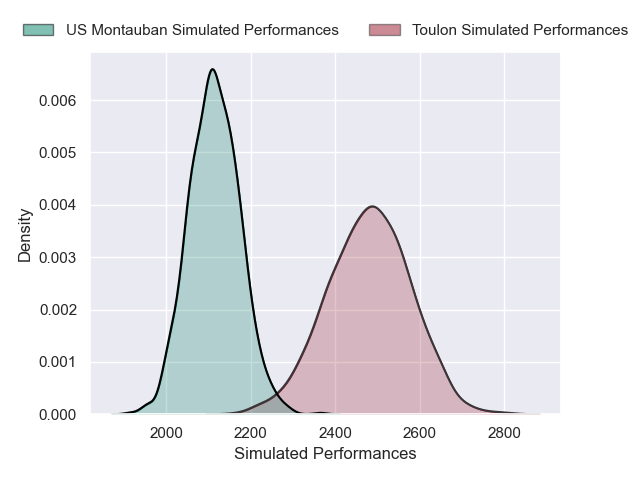 US Montauban Simulated Performances Toulon Simulated Performances
0.006
0.005
0.004
0.003
0.002
0.001
0.000
Density
2000 2200 2400 2600 2800
Simulated Performances